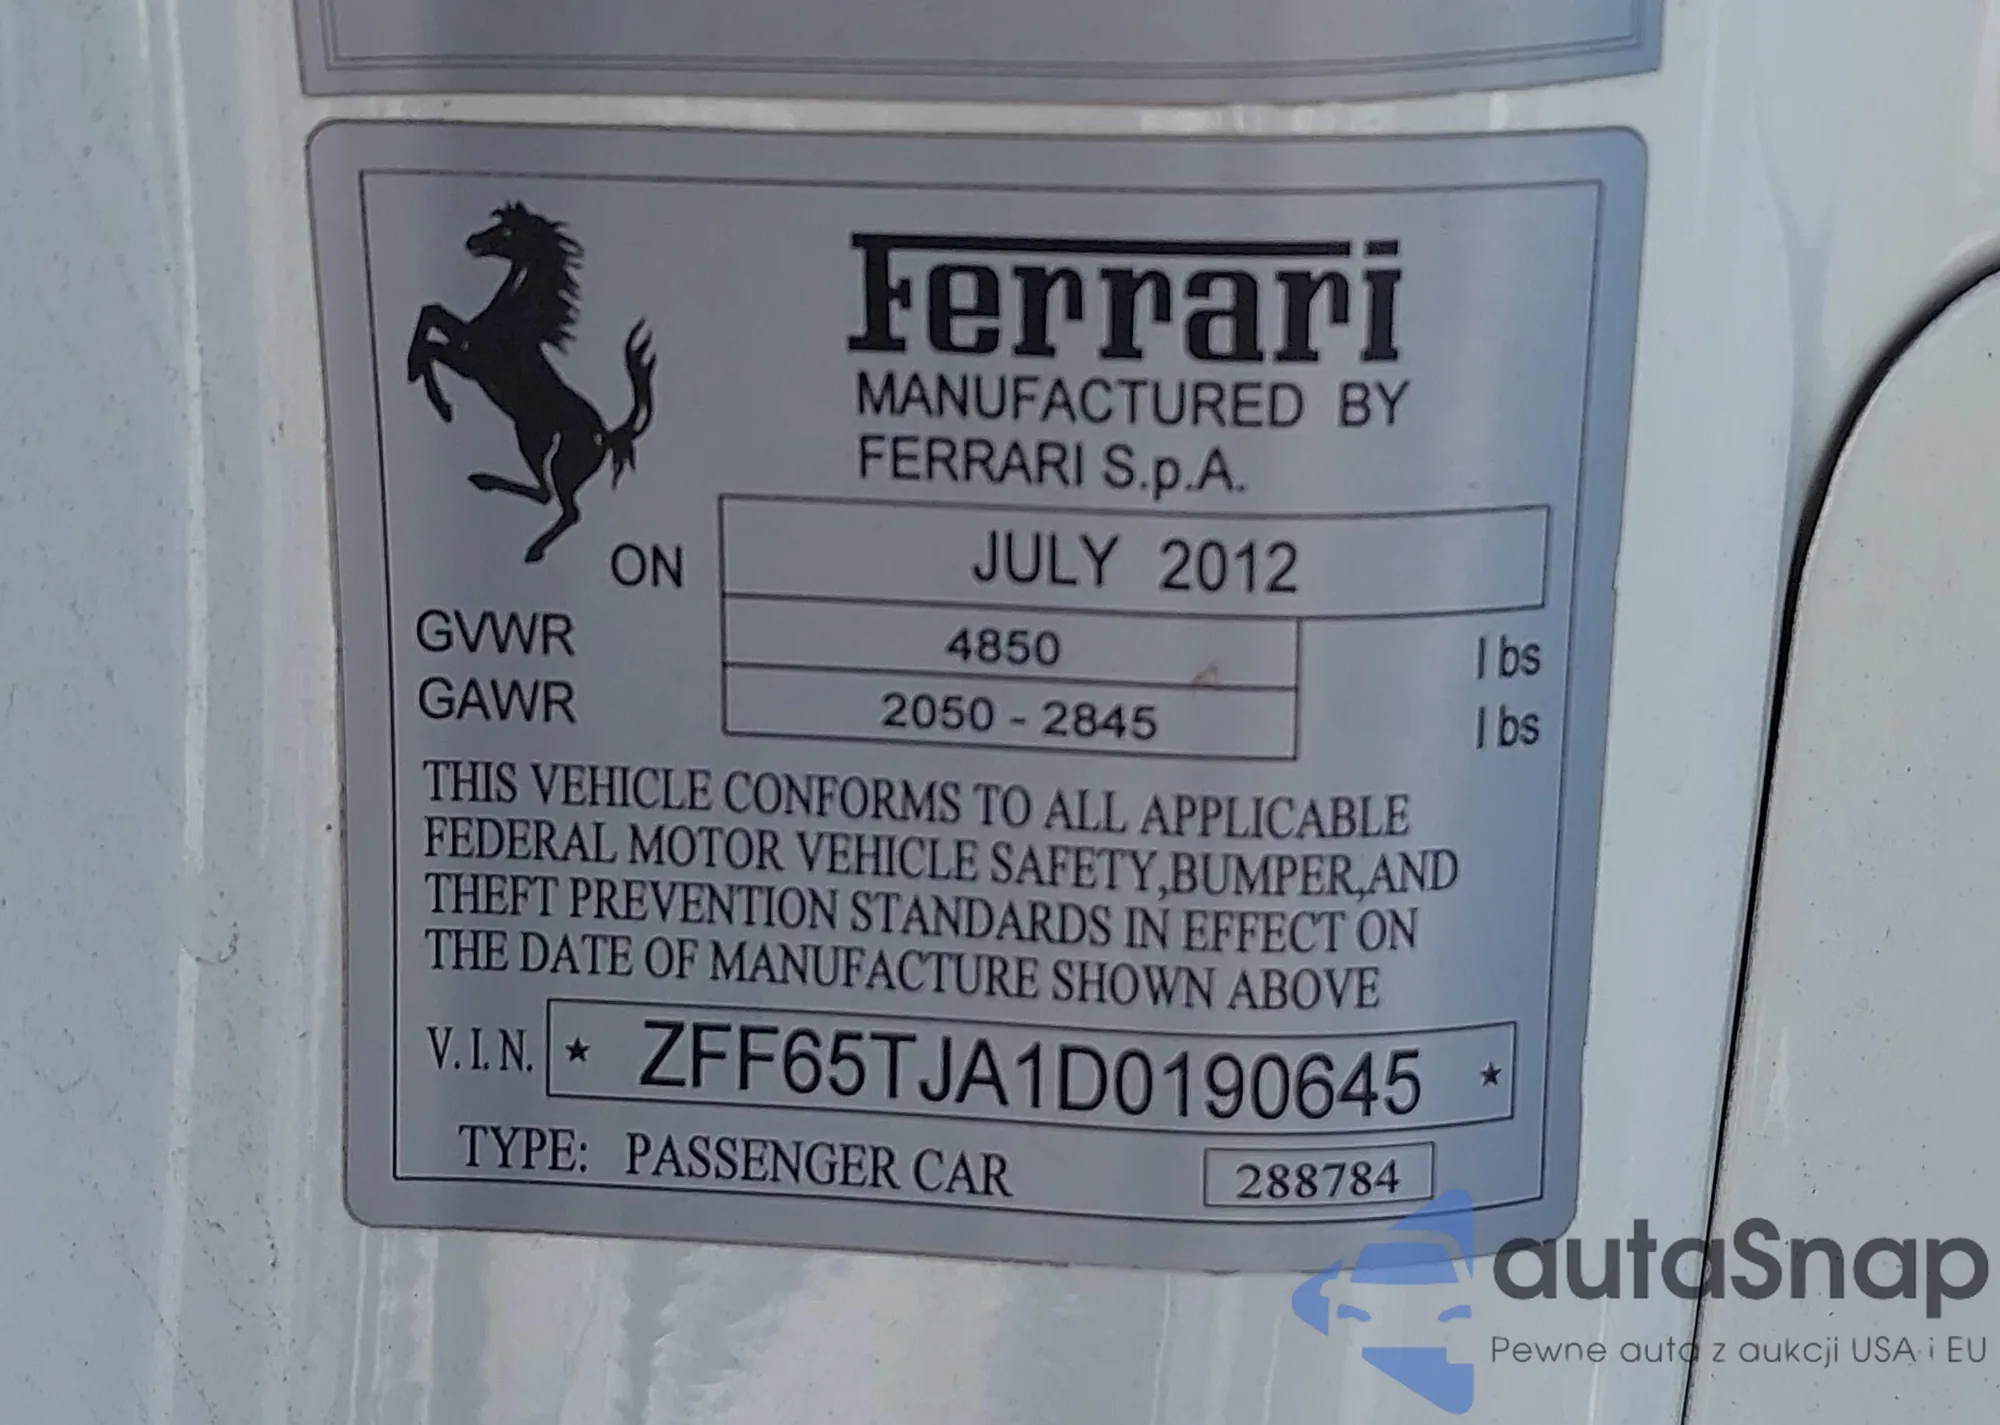 Ferrari
MANUFACTURED BY
FERRARI S.p.A.
ON JULY 2012
GVWR 4850 lbs
GAWR 2050 - 2845 lbs
THIS VEHICLE CONFORMS TO ALL APPLICABLE
FEDERAL MOTOR VEHICLE SAFETY,BUMPER,AND
THEFT PREVENTION STANDARDS IN EFFECT ON
THE DATE OF MANUFACTURE SHOWN ABOVE
V.I.N. ★ ZFF65TJA1D0190645 ★
TYPE: PASSENGER CAR 288784
autaSnap
Pewne auta z aukcji USA i EU